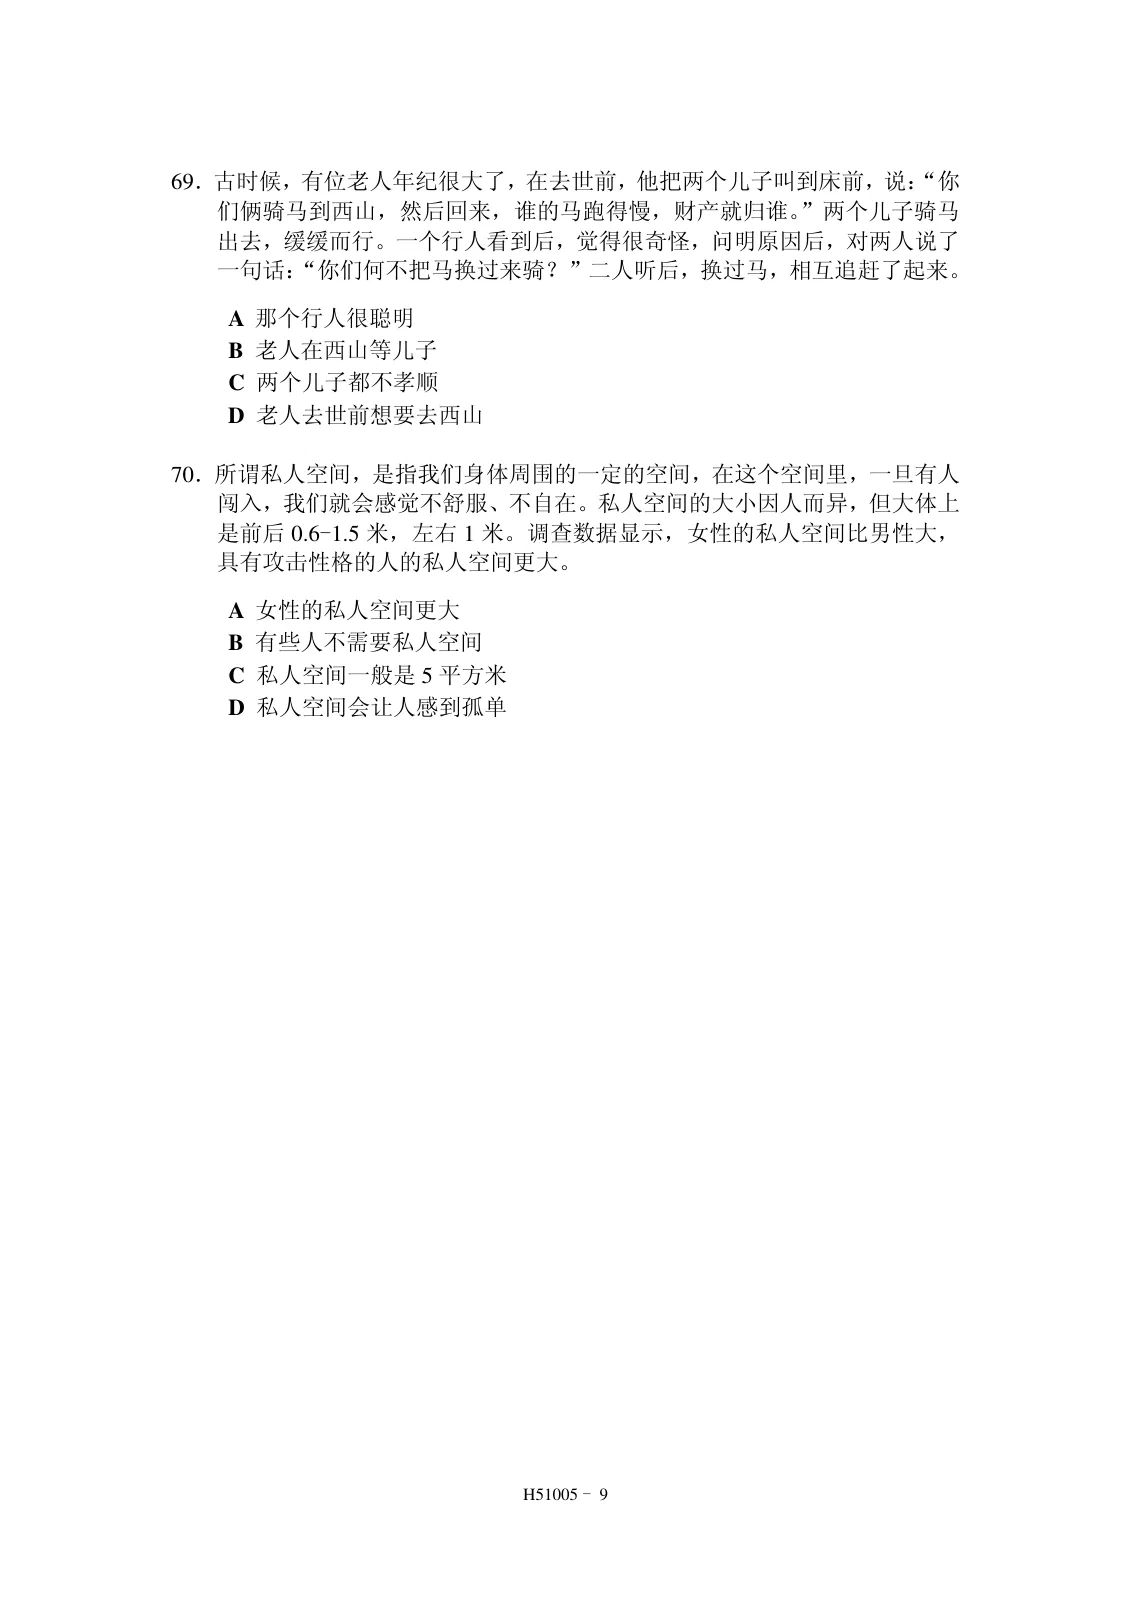 69．古时候，有位老人年纪很大了，在去世前，他把两个儿子叫到床前，说：“你
们俩骑马到西山，然后回来，谁的马跑得慢，财产就归谁。”两个儿子骑马
出去，缓缓而行。一个行人看到后，觉得很奇怪，问明原因后，对两人说了
一句话：“你们何不把马换过来骑？”二人听后，换过马，相互追赶了起来。
A 那个行人很聪明
B 老人在西山等儿子
C 两个儿子都不孝顺
D 老人去世前想要去西山
70．所谓私人空间，是指我们身体周围的一定的空间，在这个空间里，一旦有人
闯入，我们就会感觉不舒服、不自在。私人空间的大小因人而异，但大体上
是前后 0.6-1.5 米，左右 1 米。调查数据显示，女性的私人空间比男性大，
具有攻击性格的人的私人空间更大。
A 女性的私人空间更大
B 有些人不需要私人空间
C 私人空间一般是 5 平方米
D 私人空间会让人感到孤单
H51005－ 9